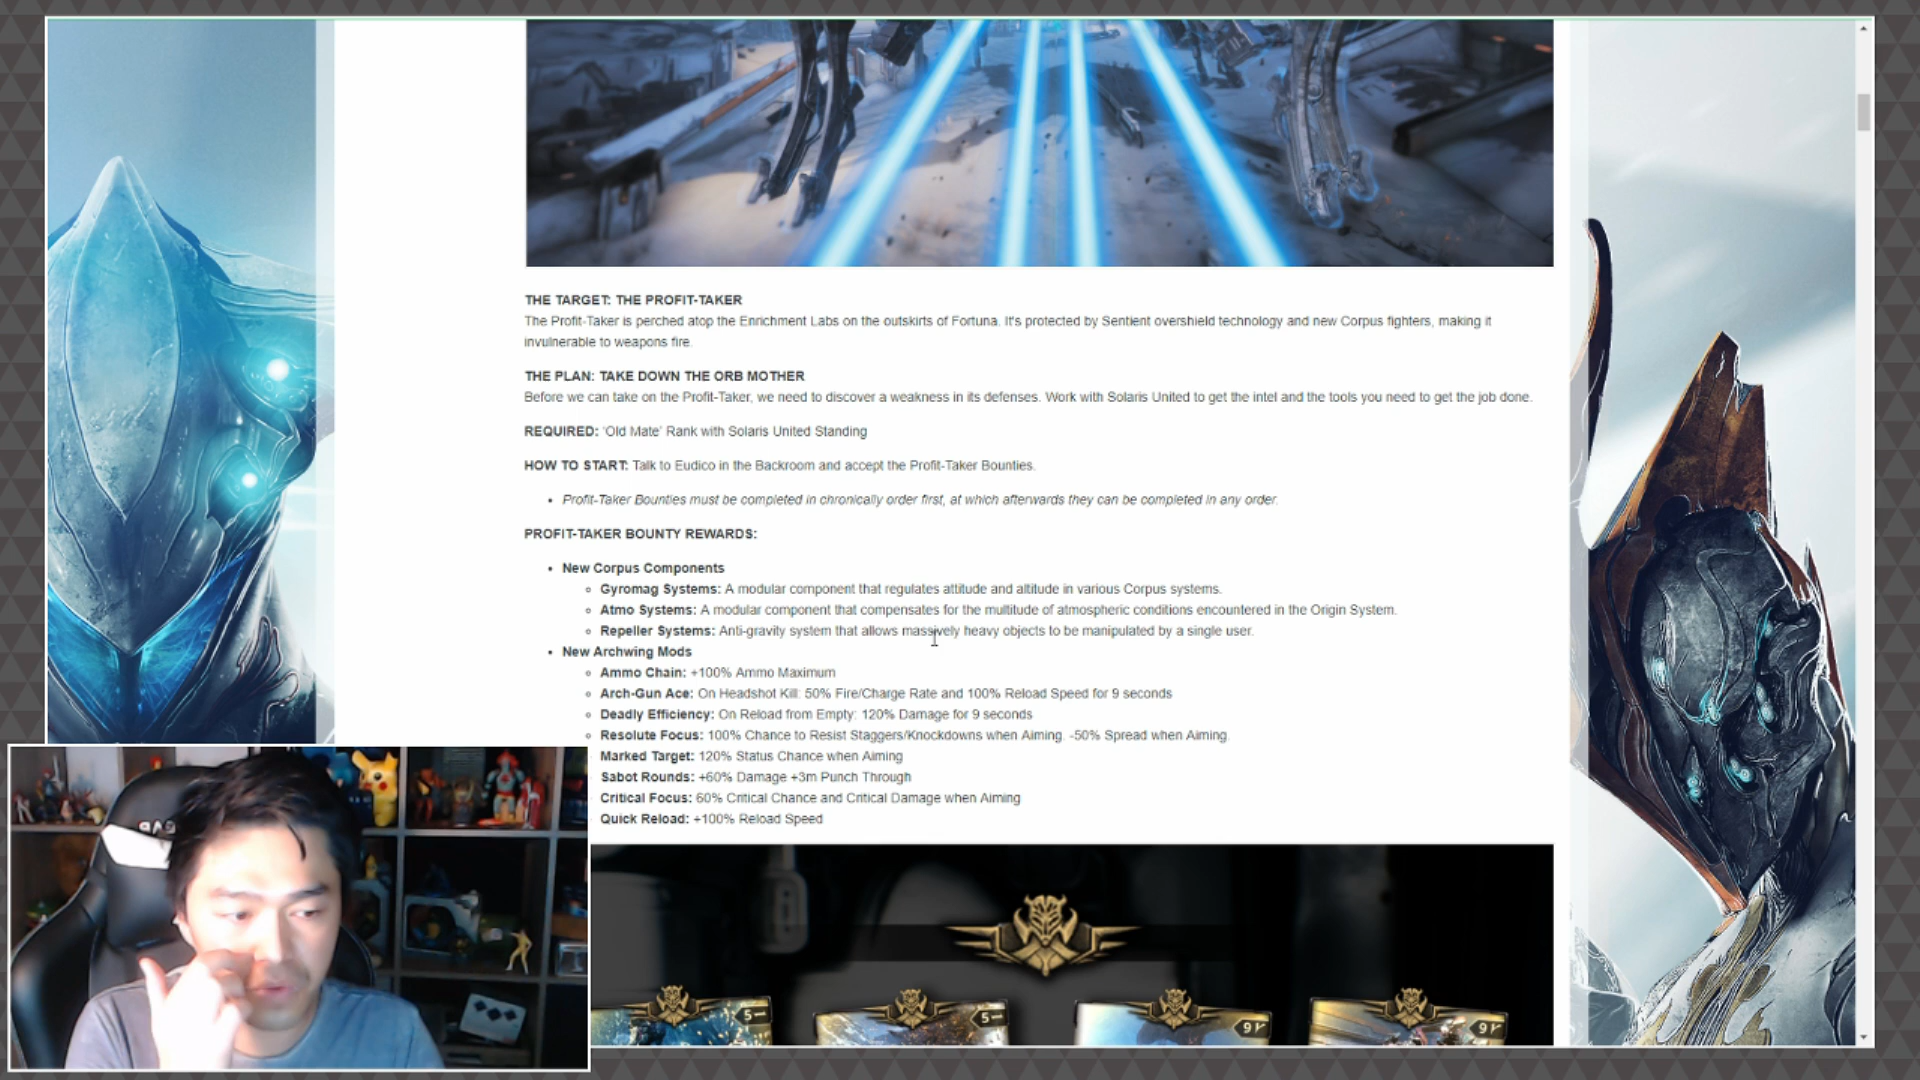 THE TARGET: THE PROFIT-TAKER
The Profit-Taker is perched atop the Enrichment Labs on the outskirts of Fortuna. It's protected by Sentient overshield technology and new Corpus fighters, making it
invulnerable to weapons fire.
THE PLAN: TAKE DOWN THE ORB MOTHER
Before we can take on the Profit-Taker, we need to discover a weakness in its defenses. Work with Solaris United to get the intel and the tools you need to get the job done.
REQUIRED: 'Old Mate' Rank with Solaris United Standing
HOW TO START: Talk to Eudico in the Backroom and accept the Profit-Taker Bounties.
• Profit-Taker Bounties must be completed in chronically order first, at which afterwards they can be completed in any order.
PROFIT-TAKER BOUNTY REWARDS:
• New Corpus Components
◦ Gyromag Systems: A modular component that regulates attitude and altitude in various Corpus systems.
◦ Atmo Systems: A modular component that compensates for the multitude of atmospheric conditions encountered in the Origin System.
◦ Repeller Systems: Anti-gravity system that allows massively heavy objects to be manipulated by a single user.
• New Archwing Mods
◦ Ammo Chain: +100% Ammo Maximum
◦ Arch-Gun Ace: On Headshot Kill: 50% Fire/Charge Rate and 100% Reload Speed for 9 seconds
◦ Deadly Efficiency: On Reload from Empty: 120% Damage for 9 seconds
◦ Resolute Focus: 100% Chance to Resist Staggers/Knockdowns when Aiming. -50% Spread when Aiming
Marked Target: 120% Status Chance when Aiming
Sabot Rounds: +60% Damage +3m Punch Through
Critical Focus: 60% Critical Chance and Critical Damage when Aiming
Quick Reload: +100% Reload Speed
5 5 9 9